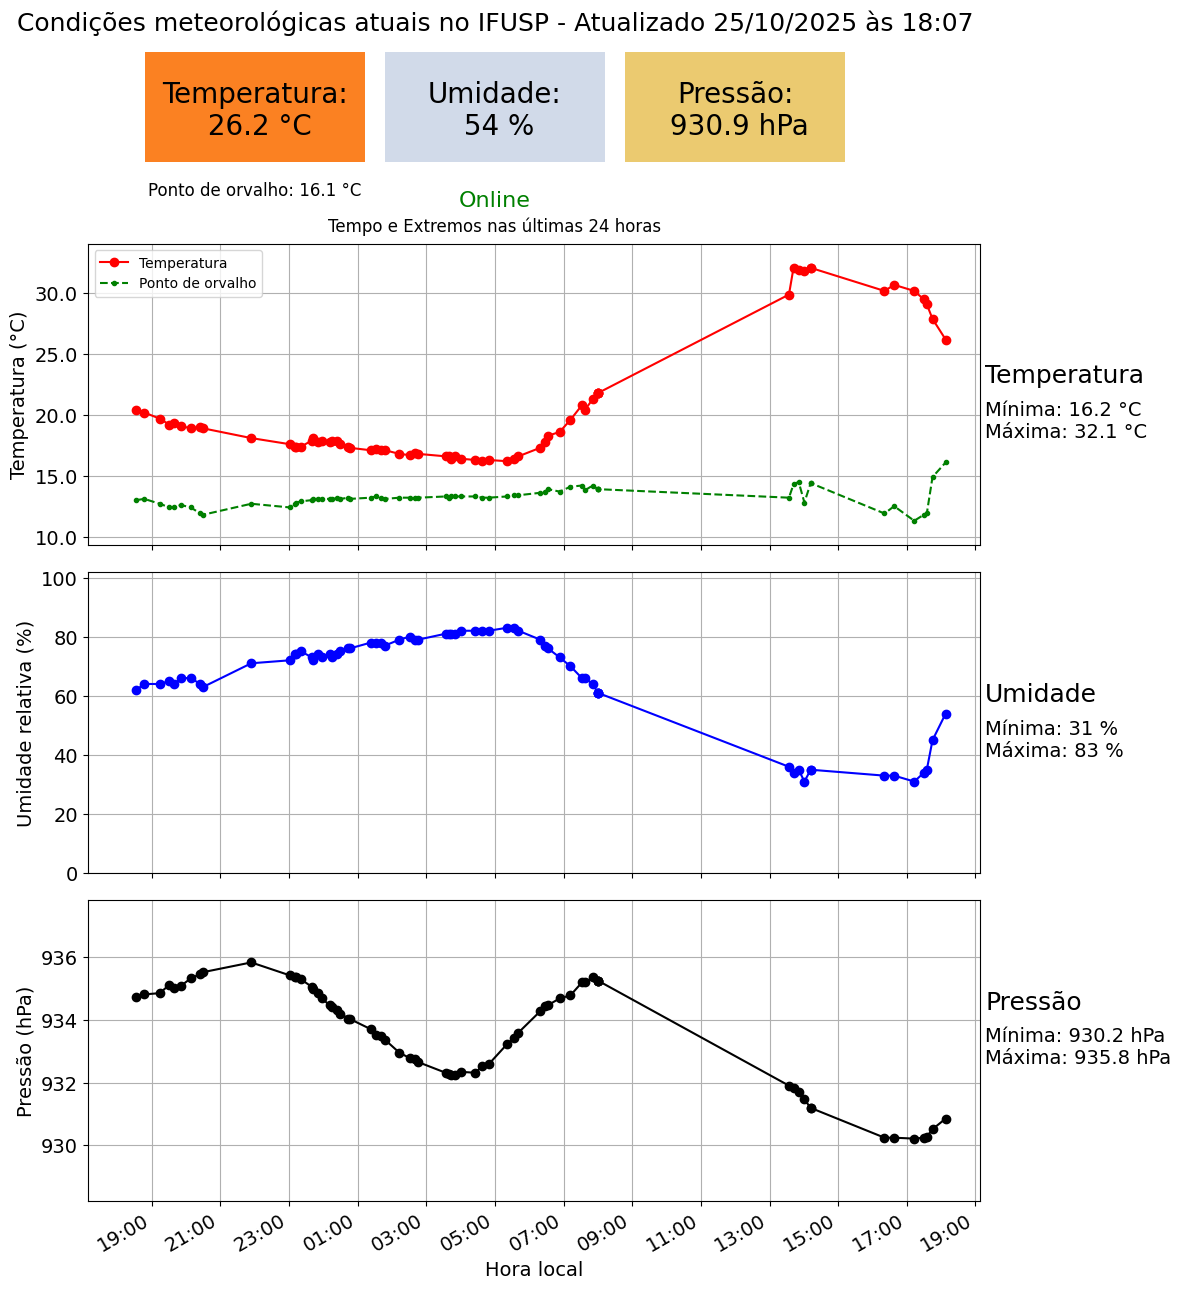 Condições meteorológicas atuais no IFUSP - Atualizado 25/10/2025 às 18:07
Temperatura:
26.2 °C
Umidade:
54 %
Pressão:
930.9 hPa
Ponto de orvalho: 16.1 °C
Online
Tempo e Extremos nas últimas 24 horas
Temperatura
Ponto de orvalho
Temperatura (°C)
30.0
25.0
20.0
15.0
10.0
Temperatura
Mínima: 16.2 °C
Máxima: 32.1 °C
Umidade relativa (%)
100
80
60
40
20
0
Umidade
Mínima: 31 %
Máxima: 83 %
Pressão (hPa)
936
934
932
930
Pressão
Mínima: 930.2 hPa
Máxima: 935.8 hPa
19:00
21:00
23:00
01:00
03:00
05:00
07:00
09:00
11:00
13:00
15:00
17:00
19:00
Hora local